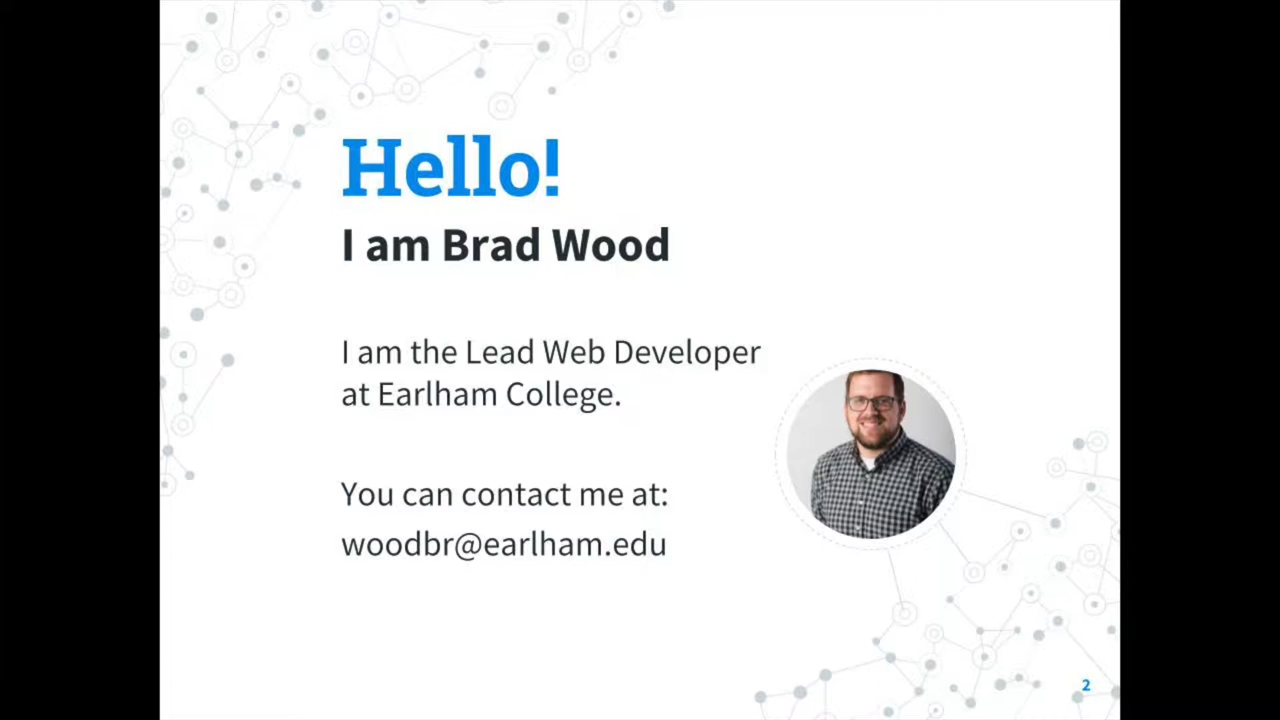 Hello!
I am Brad Wood
I am the Lead Web Developer
at Earlham College.
You can contact me at:
woodbr@earlham.edu
2